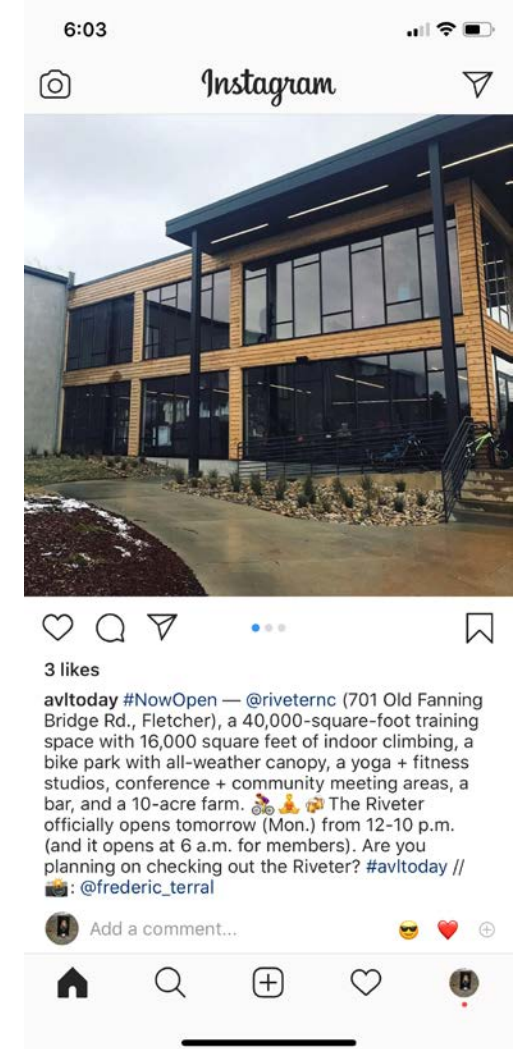 6:03
Instagram
3 likes
avltoday #NowOpen — @riveternc (701 Old Fanning
Bridge Rd., Fletcher), a 40,000-square-foot training
space with 16,000 square feet of indoor climbing, a
bike park with all-weather canopy, a yoga + fitness
studios, conference + community meeting areas, a
bar, and a 10-acre farm. 🚴🧘🍻 The Riveter
officially opens tomorrow (Mon.) from 12-10 p.m.
(and it opens at 6 a.m. for members). Are you
planning on checking out the Riveter? #avltoday //
📸: @frederic_terral
Add a comment...